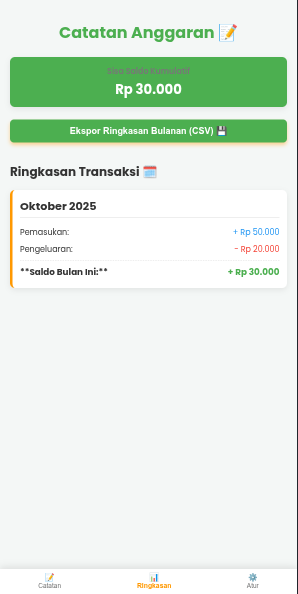 Catatan Anggaran 📝
Sisa Saldo Kumulatif
Rp 30.000
Ekspor Ringkasan Bulanan (CSV) 💾
Ringkasan Transaksi 🗓️
Oktober 2025
Pemasukan: + Rp 50.000
Pengeluaran: - Rp 20.000
**Saldo Bulan Ini:** + Rp 30.000
📝 📊 ⚙️
Catatan Ringkasan Atur